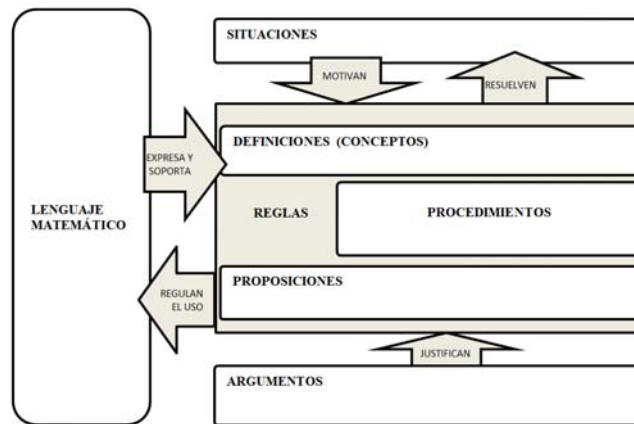 SITUACIONES
MOTIVAN
RESUELVEN
EXPRESA Y
SOPORTA
DEFINICIONES (CONCEPTOS)
LENGUAJE
MATEMÁTICO
REGLAS
PROCEDIMIENTOS
REGULAN
EL USO
PROPOSICIONES
JUSTIFICAN
ARGUMENTOS